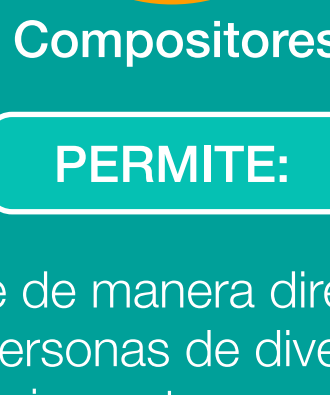 Compositores
PERMITE:
e de manera dire
ersonas de dive